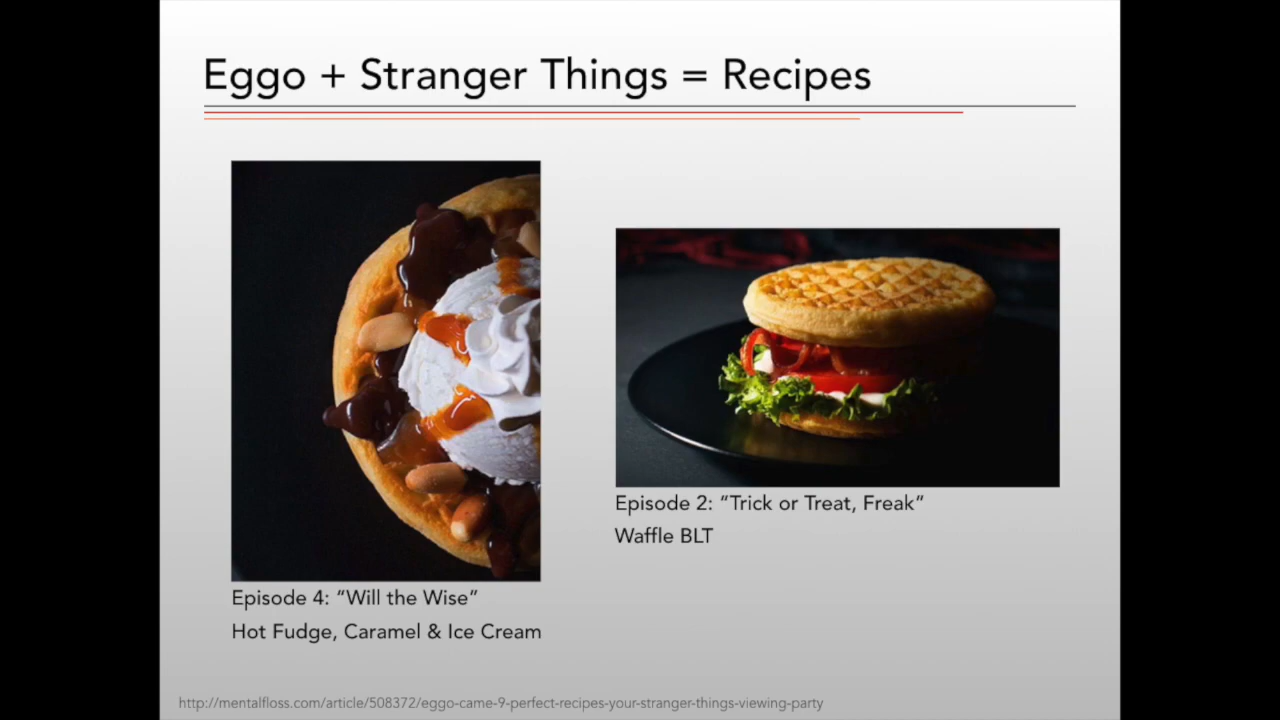 Eggo + Stranger Things = Recipes
Episode 2: “Trick or Treat, Freak”
Waffle BLT
Episode 4: “Will the Wise”
Hot Fudge, Caramel & Ice Cream
http://mentalfloss.com/article/508372/eggo-came-9-perfect-recipes-your-stranger-things-viewing-party